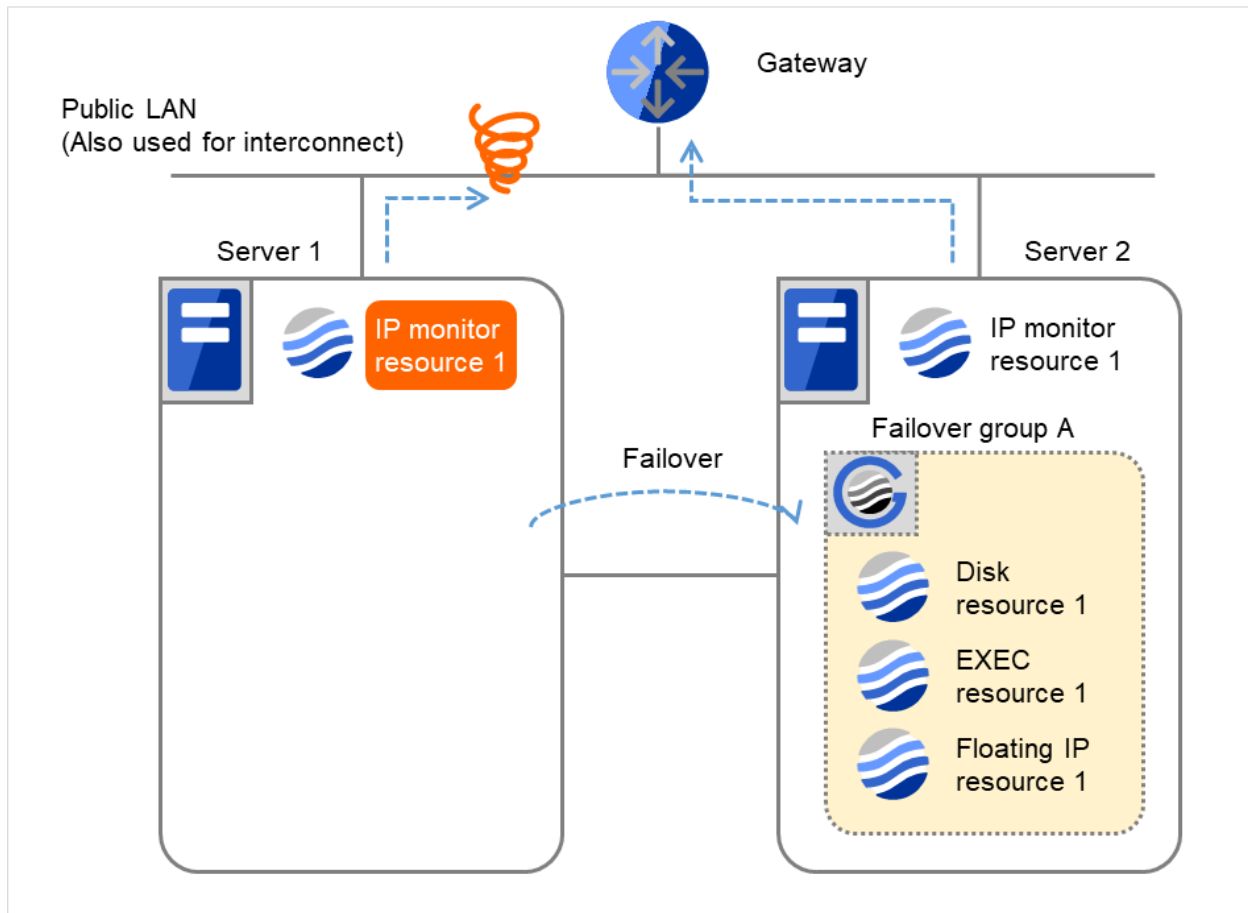 Gateway
Public LAN
(Also used for interconnect)
Server 1
Server 2
IP monitor
resource 1
IP monitor
resource 1
Failover group A
Failover
Disk
resource 1
EXEC
resource 1
Floating IP
resource 1